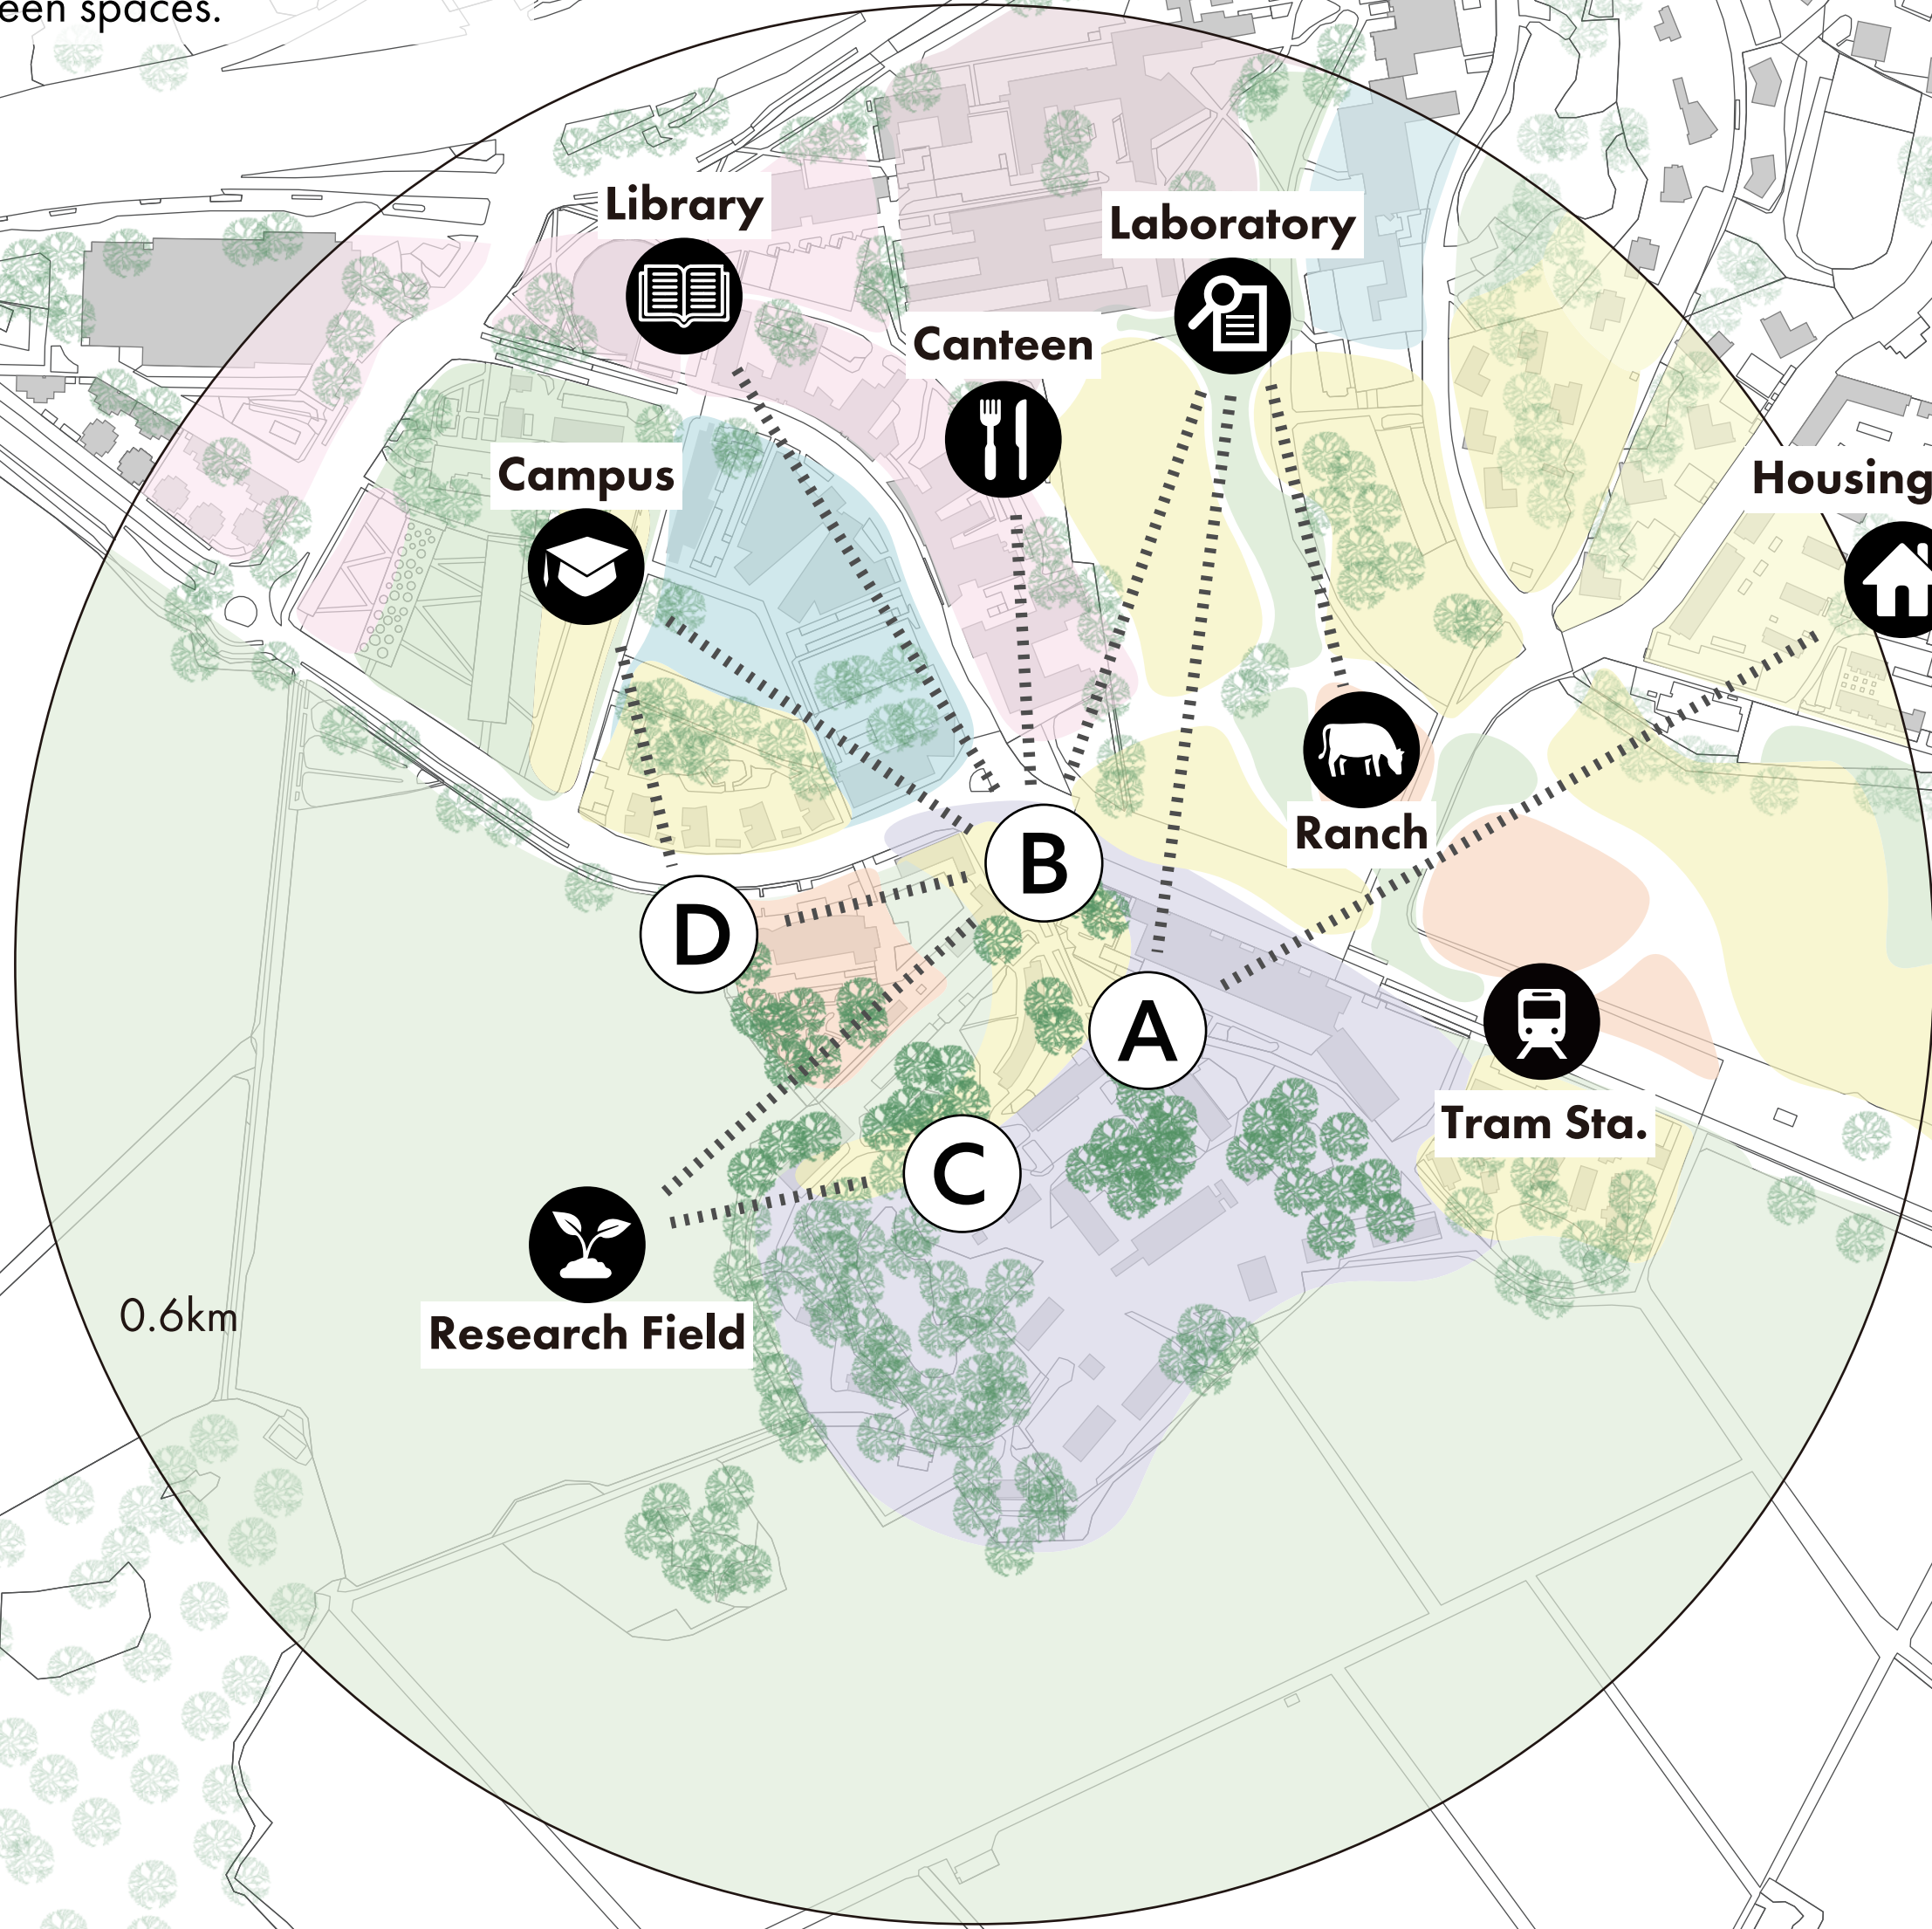 een spaces.
Library
Laboratory
Canteen
Campus
Housing
Ranch
B
D
A
Tram Sta.
C
Research Field
0.6km